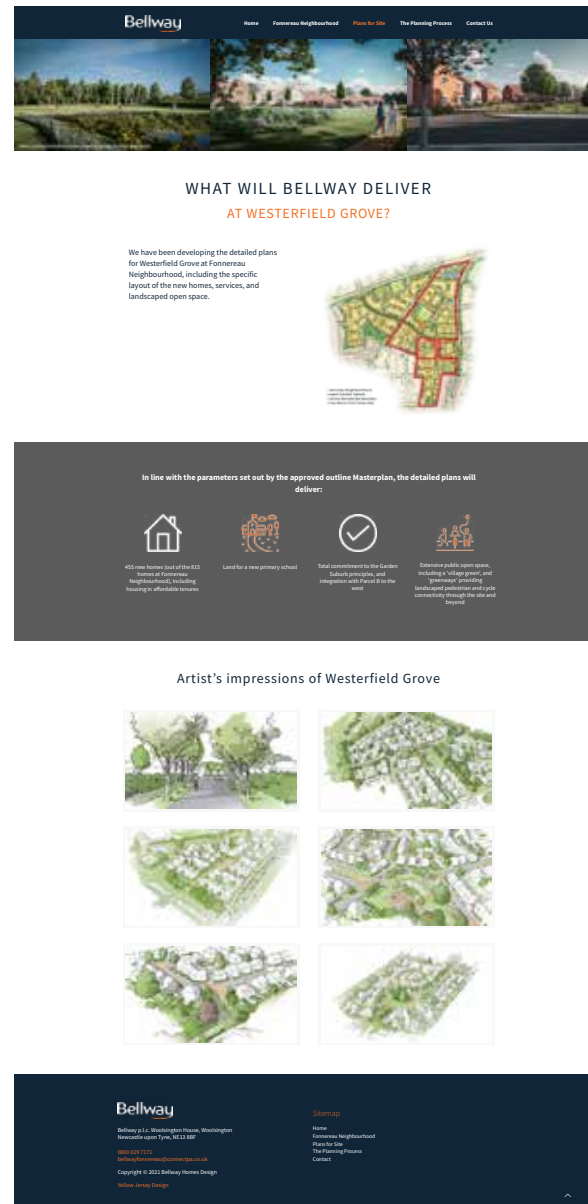 Bellway
Home
Fonnereau Neighbourhood
Plans for Site
The Planning Process
Contact Us
WHAT WILL BELLWAY DELIVER
AT WESTERFIELD GROVE?
We have been developing the detailed plans
for Westerfield Grove at Fonnereau
Neighbourhood, including the specific
layout of the new homes, services, and
landscaped open space.
In line with the parameters set out by the approved outline Masterplan, the detailed plans will
deliver:
455 new homes (out of the 815
homes at Fonnereau
Neighbourhood), including
housing in affordable tenures
Land for a new primary school
Total commitment to the Garden
Suburb principles, and
integration with Parcel B to the
west
Extensive public open space,
including a 'village green', and
'greenways' providing
landscaped pedestrian and cycle
connectivity through the site and
beyond
Artist's impressions of Westerfield Grove
Bellway
Bellway p.l.c. Woolsington House, Woolsington
Newcastle upon Tyne, NE13 8BF
0800 029 7171
bellwayfonnereau@connectpa.co.uk
Copyright © 2021 Bellway Homes Design
Yellow Jersey Design
Sitemap
Home
Fonnereau Neighbourhood
Plans for Site
The Planning Process
Contact